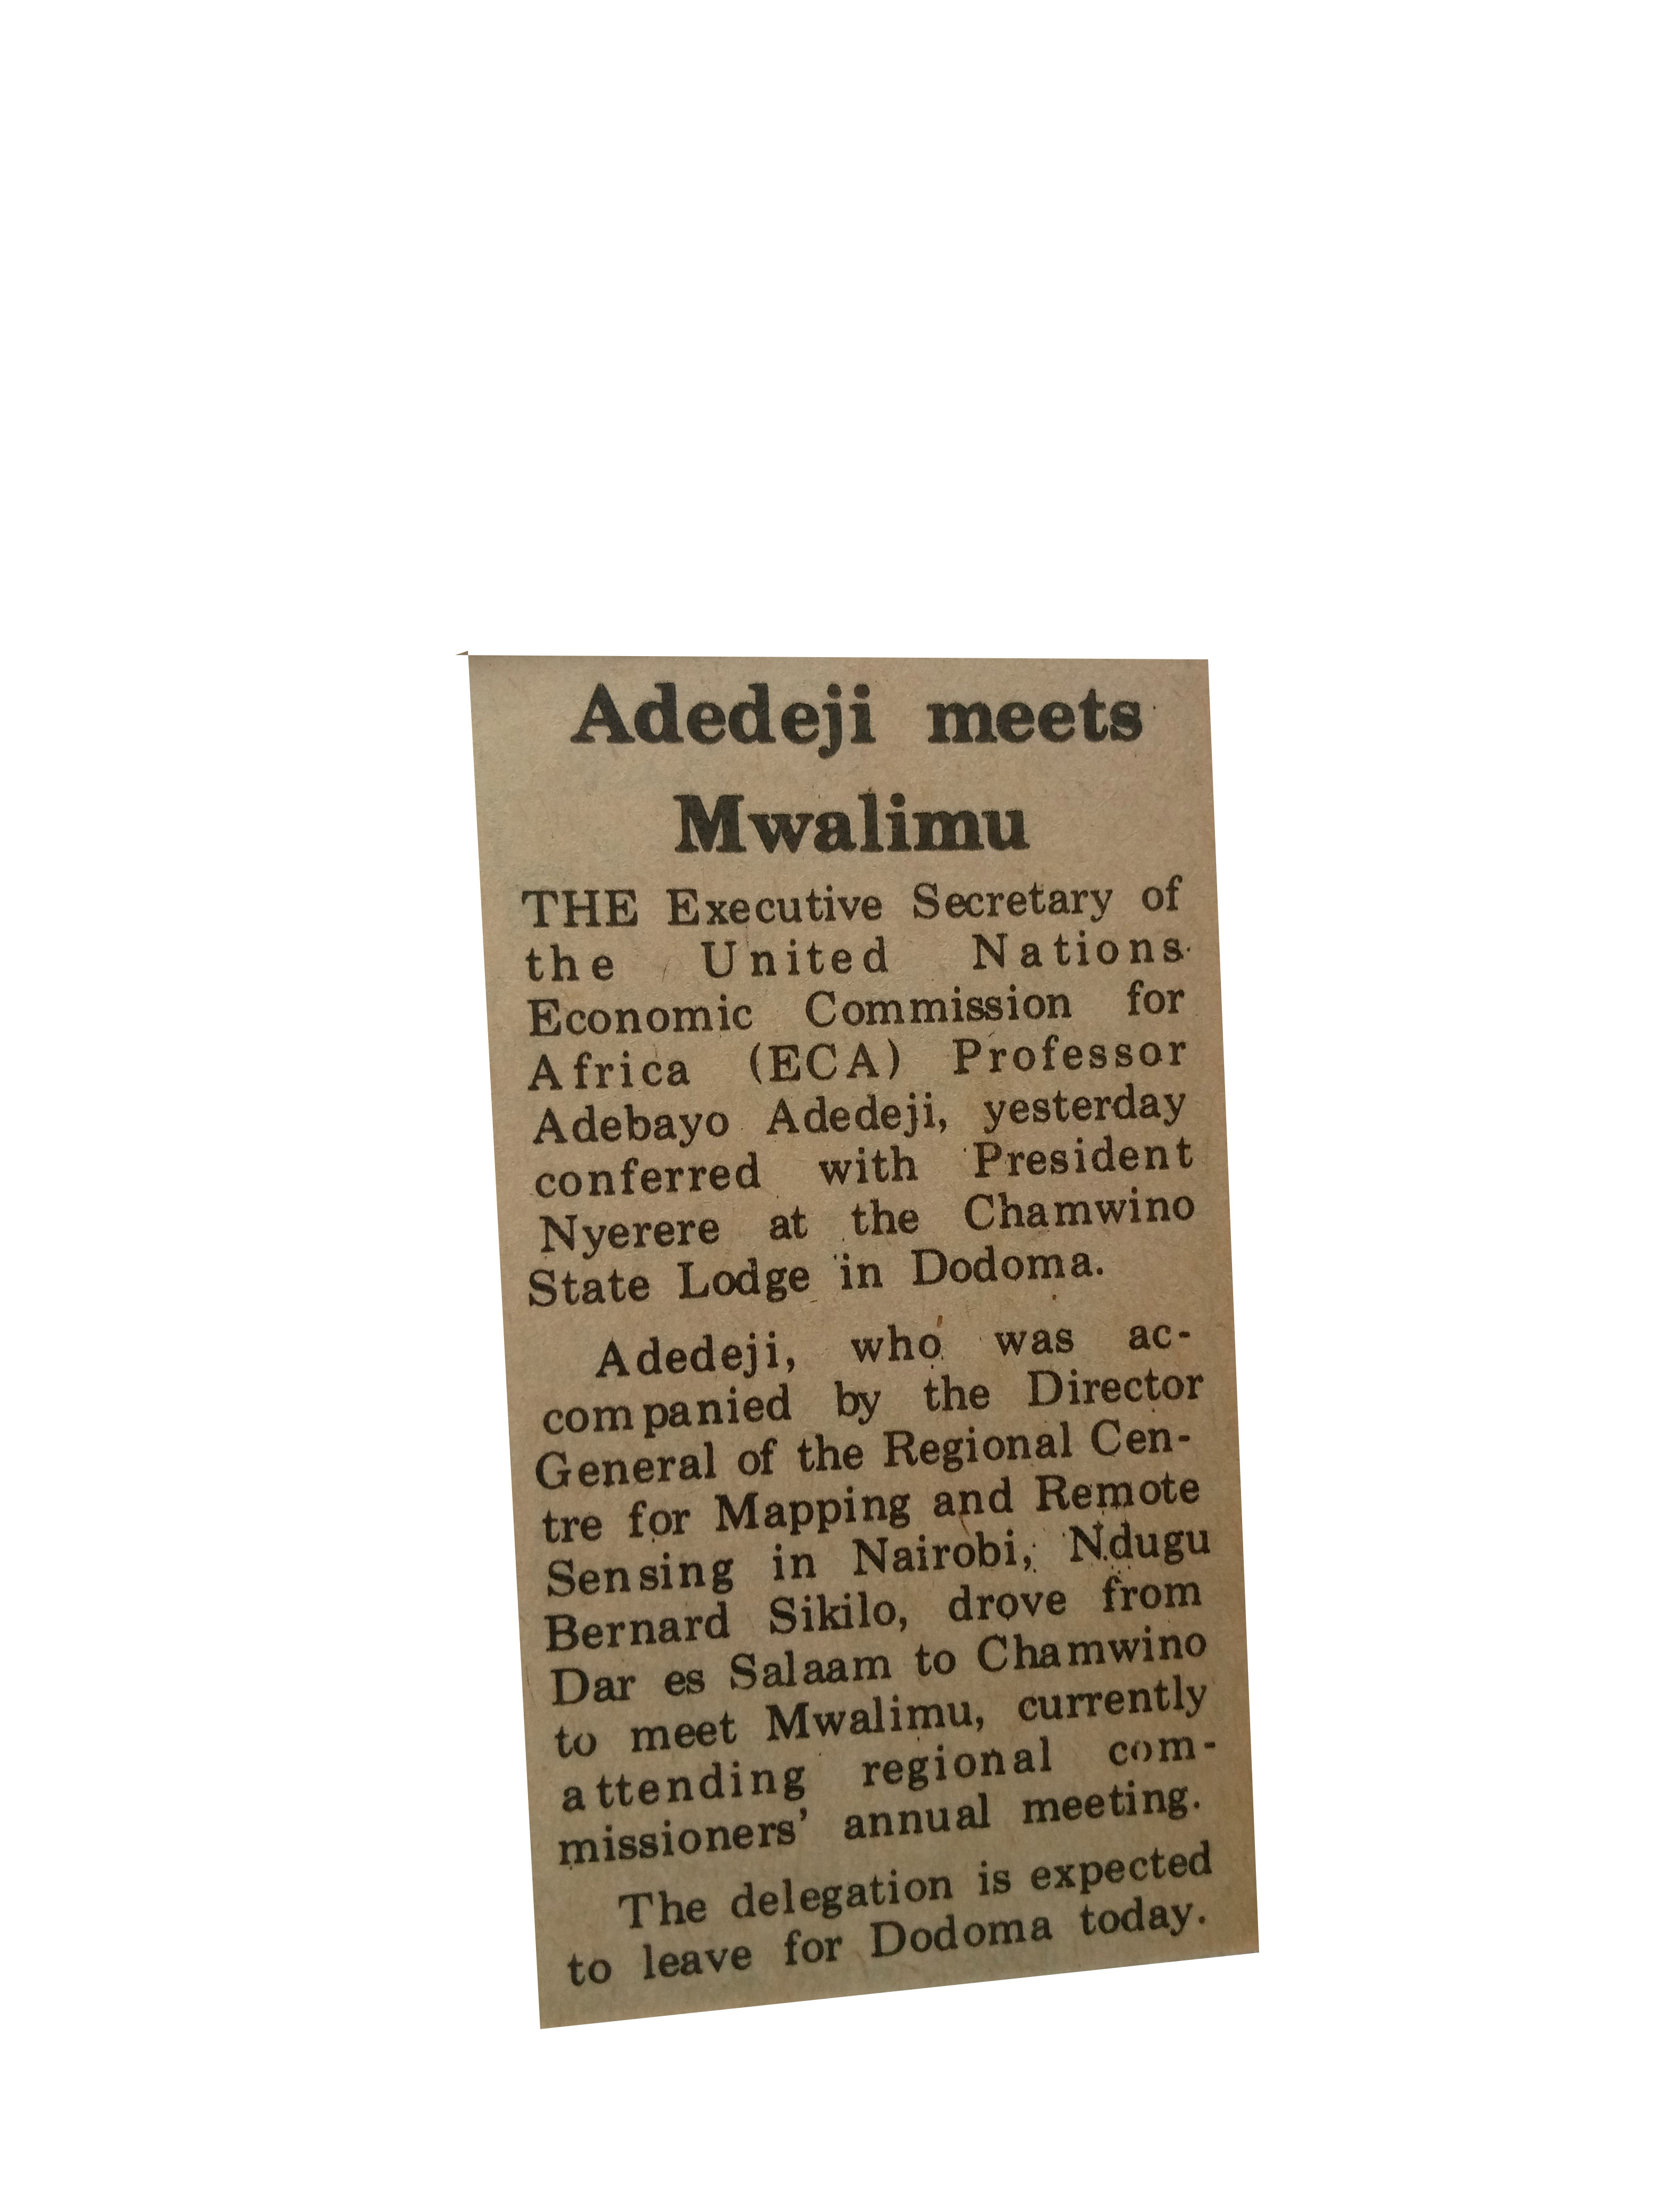 Adedeji meets
Mwalimu
THE Executive Secretary of
the United Nations
Economic Commission for
Africa (ECA) Professor
Adebayo Adedeji, yesterday
conferred with President
Nyerere at the Chamwino
State Lodge in Dodoma.
Adedeji, who was ac-
companied by the Director
General of the Regional Cen-
tre for Mapping and Remote
Sensing in Nairobi, Ndugu
Bernard Sikilo, drove from
Dar es Salaam to Chamwino
to meet Mwalimu, currently
attending regional com-
missioners' annual meeting.
The delegation is expected
to leave for Dodoma today.